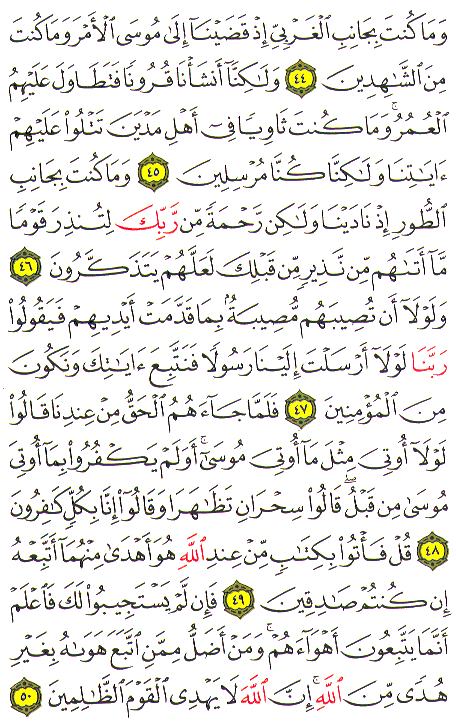 وَمَا كُنتَ بِجَانِبِ ٱلْغَرْبِيِّ إِذْ قَضَيْنَآ إِلَىٰ مُوسَى ٱلْأَمْرَ وَمَا كُنتَ
مِنَ ٱلشَّٰهِدِينَ ٤٤ وَلَٰكِنَّآ أَنشَأْنَا قُرُونًا فَتَطَاوَلَ عَلَيْهِمُ
ٱلْعُمُرُ ۚ وَمَا كُنتَ ثَاوِيًا فِىٓ أَهْلِ مَدْيَنَ تَتْلُوا۟ عَلَيْهِمْ
ءَايَٰتِنَا وَلَٰكِنَّا كُنَّا مُرْسِلِينَ ٤٥ وَمَا كُنتَ بِجَانِبِ
ٱلطُّورِ إِذْ نَادَيْنَا وَلَٰكِن رَّحْمَةً مِّن رَّبِّكَ لِتُنذِرَ قَوْمًا
مَّآ أَتَىٰهُم مِّن نَّذِيرٍ مِّن قَبْلِكَ لَعَلَّهُمْ يَتَذَكَّرُونَ ٤٦
وَلَوْلَآ أَن تُصِيبَهُم مُّصِيبَةٌۢ بِمَا قَدَّمَتْ أَيْدِيهِمْ فَيَقُولُوا۟
رَبَّنَا لَوْلَآ أَرْسَلْتَ إِلَيْنَا رَسُولًا فَنَتَّبِعَ ءَايَٰتِكَ وَنَكُونَ
مِنَ ٱلْمُؤْمِنِينَ ٤٧ فَلَمَّا جَآءَهُمُ ٱلْحَقُّ مِنْ عِندِنَا قَالُوا۟
لَوْلَآ أُوتِىَ مِثْلَ مَآ أُوتِىَ مُوسَىٰٓ ۚ أَوَلَمْ يَكْفُرُوا۟ بِمَآ أُوتِىَ
مُوسَىٰ مِن قَبْلُ ۖ قَالُوا۟ سِحْرَانِ تَظَٰهَرَا وَقَالُوٓا۟ إِنَّا بِكُلٍّ كَٰفِرُونَ
٤٨ قُلْ فَأْتُوا۟ بِكِتَٰبٍ مِّنْ عِندِ ٱللَّهِ هُوَ أَهْدَىٰ مِنْهُمَآ أَتَّبِعْهُ
إِن كُنتُمْ صَٰدِقِينَ ٤٩ فَإِن لَّمْ يَسْتَجِيبُوا۟ لَكَ فَٱعْلَمْ
أَنَّمَا يَتَّبِعُونَ أَهْوَآءَهُمْ ۚ وَمَنْ أَضَلُّ مِمَّنِ ٱتَّبَعَ هَوَىٰهُ بِغَيْرِ
هُدًى مِّنَ ٱللَّهِ ۚ إِنَّ ٱللَّهَ لَا يَهْدِى ٱلْقَوْمَ ٱلظَّٰلِمِينَ ٥٠